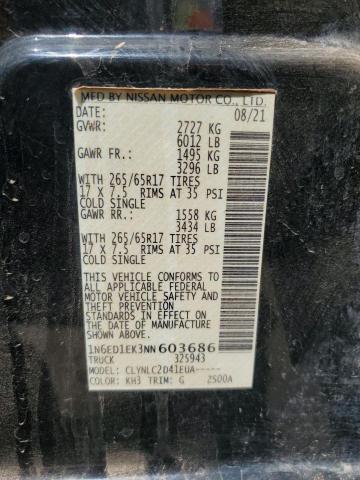 MFD BY NISSAN MOTOR CO., LTD.
DATE: 08/21
GVWR: 2727 KG
6012 LB
GAWR FR.: 1495 KG
3296 LB
WITH 265/65R17 TIRES
17 X 7.5 RIMS AT 35 PSI
COLD SINGLE
GAWR RR.: 1558 KG
3434 LB
WITH 265/65R17 TIRES
17 X 7.5 RIMS AT 35 PSI
COLD SINGLE
THIS VEHICLE CONFORMS TO
ALL APPLICABLE FEDERAL
MOTOR VEHICLE SAFETY AND
THEFT PREVENTION STANDARDS
IN EFFECT ON THE DATE OF
MANUFACTURE SHOWN ABOVE.
1N6ED1EK3NN603686
TRUCK 325943
MODEL: CLYNLC2D41EUA-----
COLOR: KH3 TRIM: G 2500A